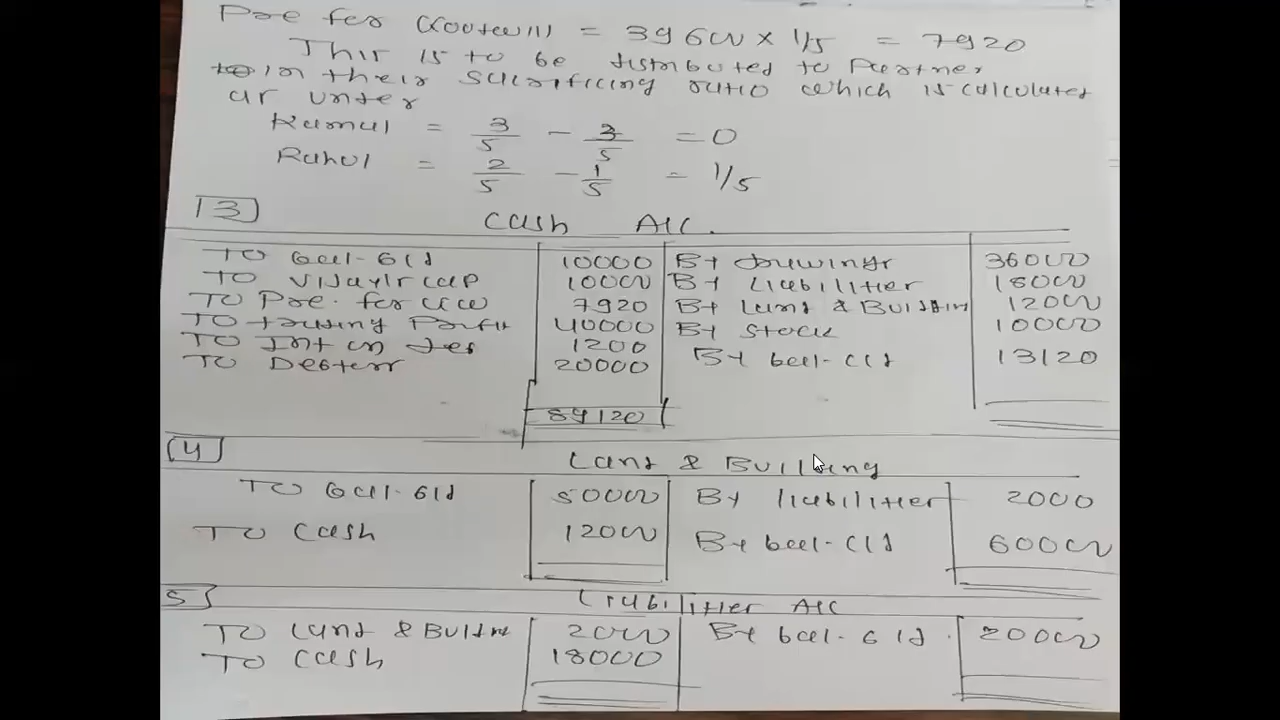 Pre for Goodwill = 39600 × 1/5 = 7920
This is to be distributed to Partner
in their sacrificing ratio which is calculated
as under
Kamal = 3/5 - 3/5 = 0
Rahul = 2/5 - 1/5 = 1/5
3) Cash A/C.
To bal-b/d 10000 By drawings 36000
To Vijay's cap 10000 By liabilities 18000
To Pre. for G/w 7920 By Land & Building 12000
To trading Profit 40000 By Stock 10000
To Int on 1200 By bal-c/d 13120
To Debtors 20000
89120
4) Land & Building
To bal-b/d 50000 By liabilities 2000
To Cash 12000 By bal-c/d 60000
5) Liabilities A/C
To Land & Building 2000 By bal-b/d. 20000
To Cash 18000